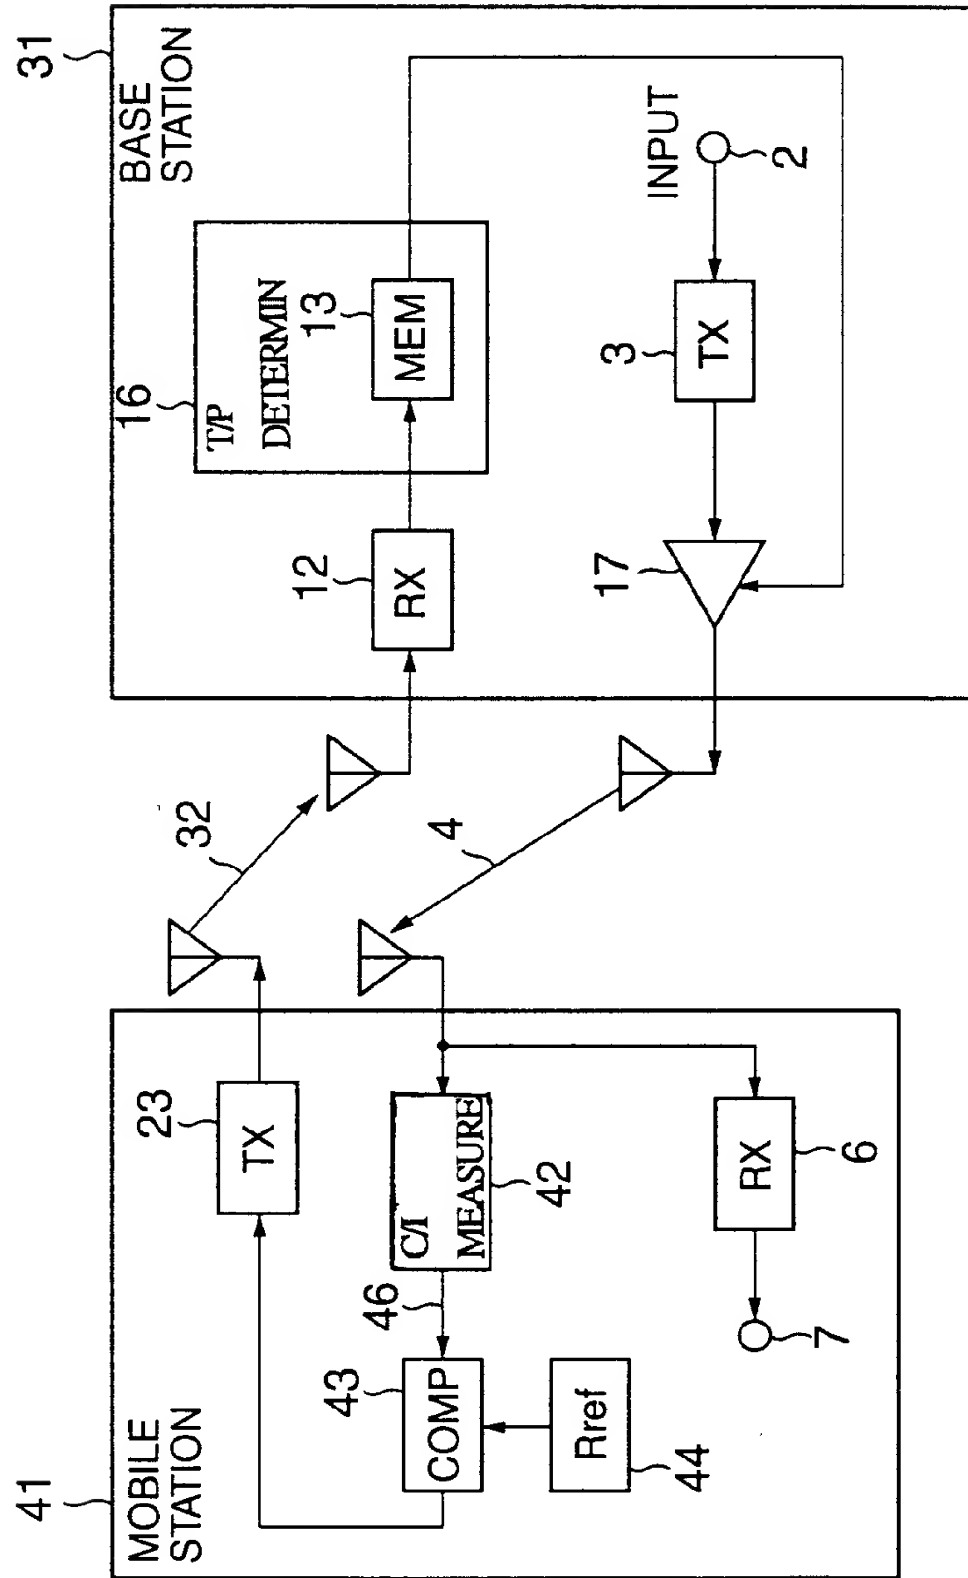 41
MOBILE
STATION
23
TX
43
COMP
46
C/I
MEASURE
42
Rref
44
RX
6
7
32
4
31
BASE
STATION
16
T/P
DETERMIN
13
MEM
12
RX
17
3
TX
INPUT
2